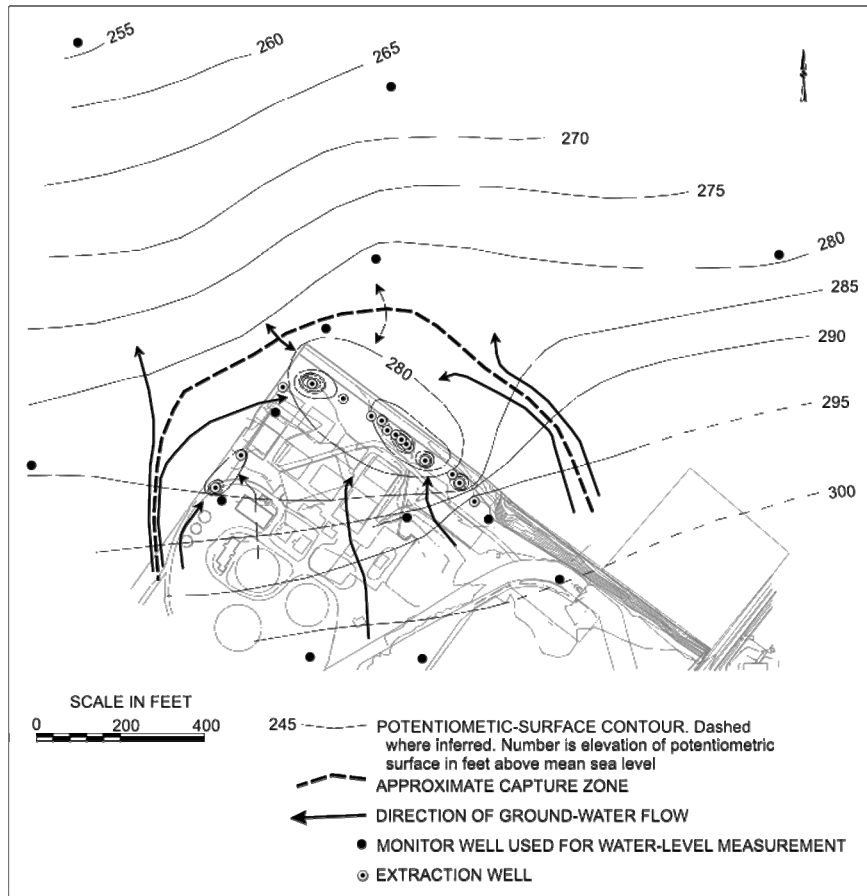 255
260
265
270
275
280
285
290
280
295
300
SCALE IN FEET
0 200 400
245
POTENTIOMETIC-SURFACE CONTOUR. Dashed
where inferred. Number is elevation of potentiometric
surface in feet above mean sea level
APPROXIMATE CAPTURE ZONE
DIRECTION OF GROUND-WATER FLOW
MONITOR WELL USED FOR WATER-LEVEL MEASUREMENT
EXTRACTION WELL